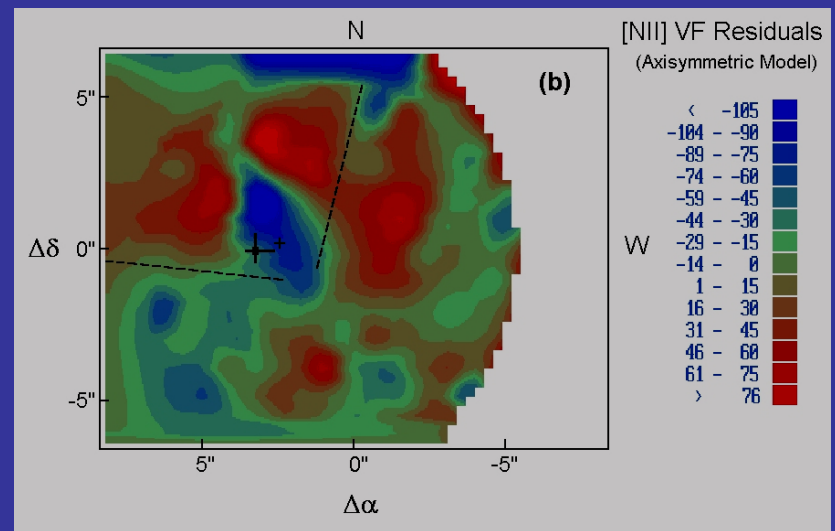 N
[NII] VF Residuals
(Axisymmetric Model)
(b)
5"
0"
-5"
Δδ
W
< -105
-104 - -90
-89 - -75
-74 - -60
-59 - -45
-44 - -30
-29 - -15
-14 - 0
1 - 15
16 - 30
31 - 45
46 - 60
61 - 75
> 76
5"
0"
-5"
Δα